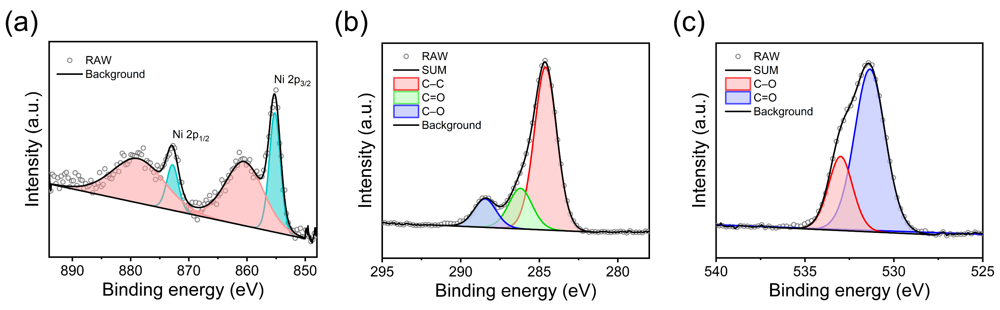 (a)
RAW
Background
Ni 2p3/2
Ni 2p1/2
Intensity (a.u.)
890 880 870 860 850
Binding energy (eV)
(b)
RAW
SUM
C–C
C=O
C–O
Background
Intensity (a.u.)
295 290 285 280
Binding energy (eV)
(c)
RAW
SUM
C–O
C=O
Background
Intensity (a.u.)
540 535 530 525
Binding energy (eV)